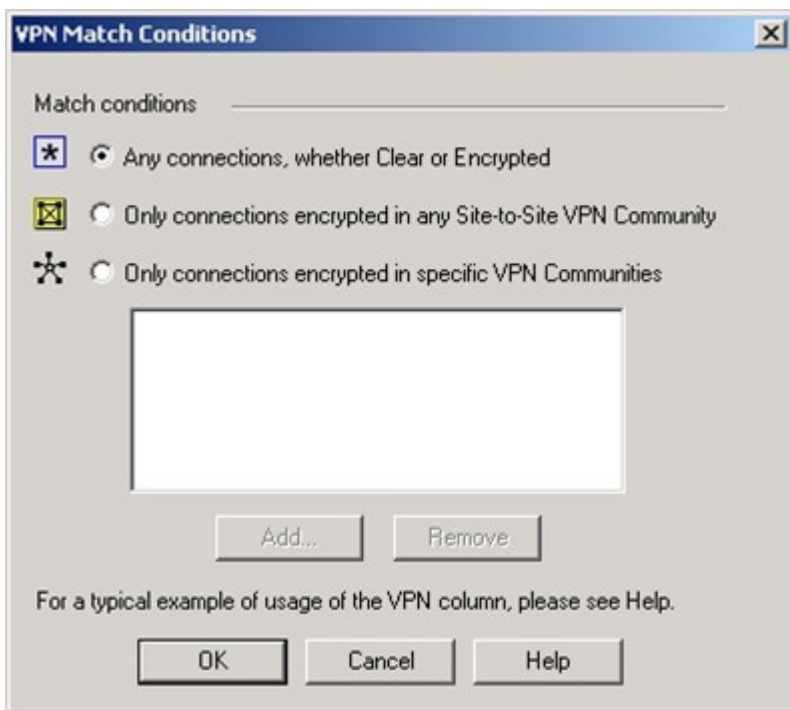 VPN Match Conditions
Match conditions
Any connections, whether Clear or Encrypted
Only connections encrypted in any Site-to-Site VPN Community
Only connections encrypted in specific VPN Communities
Add... Remove
For a typical example of usage of the VPN column, please see Help.
OK Cancel Help